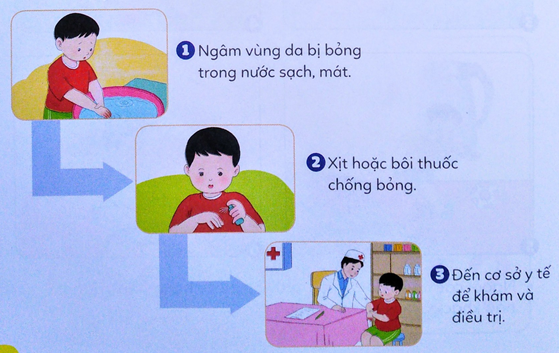 1 Ngâm vùng da bị bỏng
trong nước sạch, mát.
2 Xịt hoặc bôi thuốc
chống bỏng.
3 Đến cơ sở y tế
để khám và
điều trị.